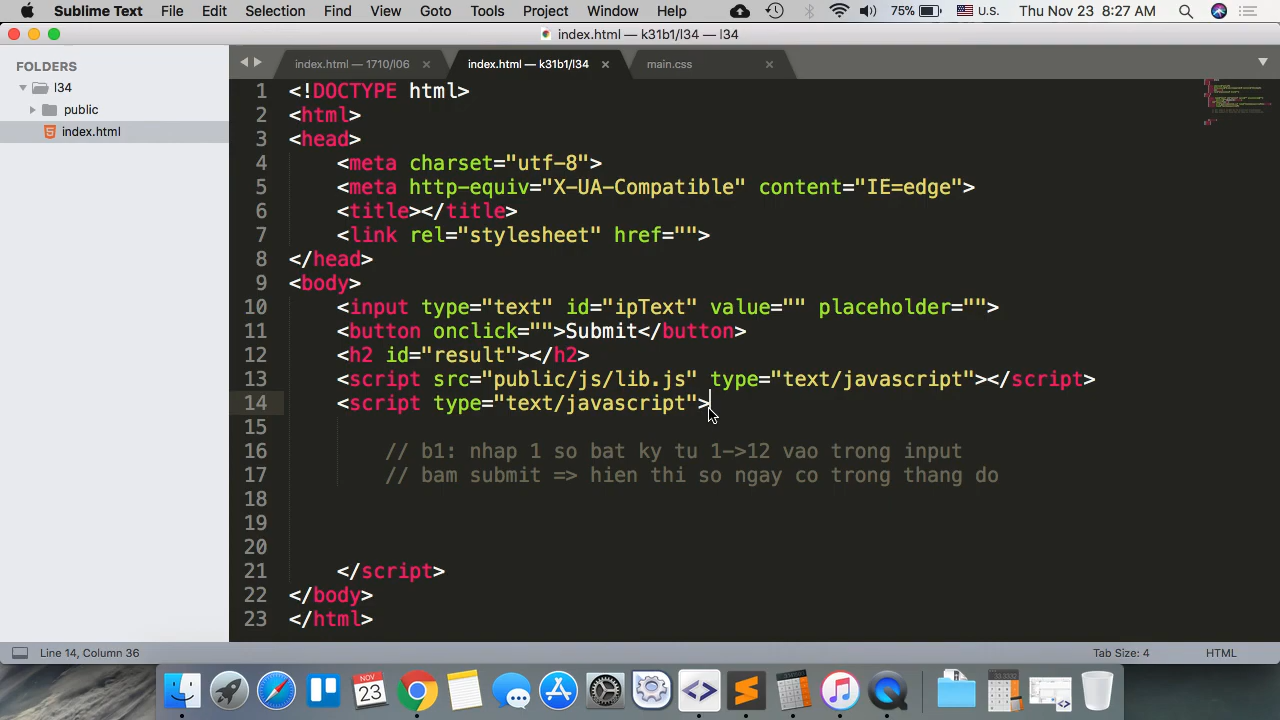 Sublime Text File Edit Selection Find View Goto Tools Project Window Help 75% U.S. Thu Nov 23 8:27 AM
index.html — k31b1/l34 — l34
FOLDERS
l34
public
index.html
index.html — 1710/l06
index.html — k31b1/l34
main.css
1 <!DOCTYPE html>
2 <html>
3 <head>
4 <meta charset="utf-8">
5 <meta http-equiv="X-UA-Compatible" content="IE=edge">
6 <title></title>
7 <link rel="stylesheet" href="">
8 </head>
9 <body>
10 <input type="text" id="ipText" value="" placeholder="">
11 <button onclick="">Submit</button>
12 <h2 id="result"></h2>
13 <script src="public/js/lib.js" type="text/javascript"></script>
14 <script type="text/javascript">
15
16 // b1: nhap 1 so bat ky tu 1->12 vao trong input
17 // bam submit => hien thi so ngay co trong thang do
18
19
20
21 </script>
22 </body>
23 </html>
Line 14, Column 36
Tab Size: 4
HTML
NOV
23